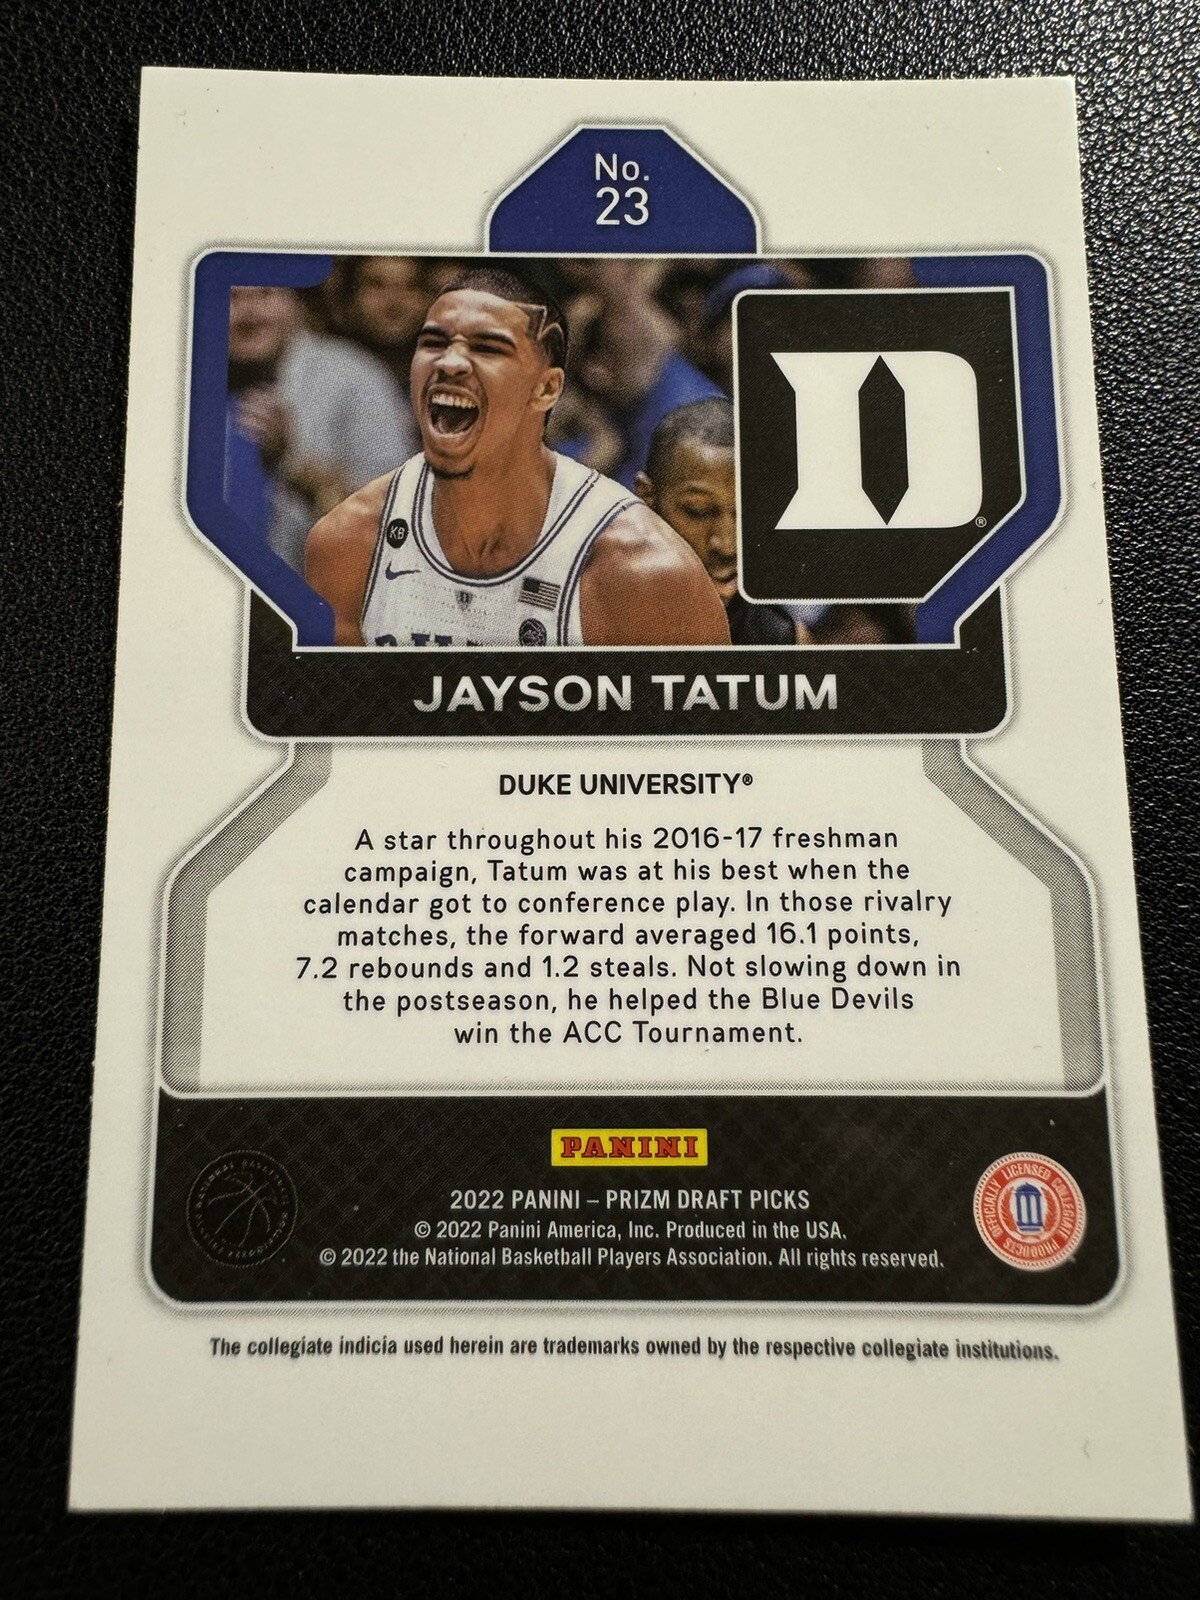 No.
23
KB
D®
JAYSON TATUM
DUKE UNIVERSITY®
A star throughout his 2016-17 freshman
campaign, Tatum was at his best when the
calendar got to conference play. In those rivalry
matches, the forward averaged 16.1 points,
7.2 rebounds and 1.2 steals. Not slowing down in
the postseason, he helped the Blue Devils
win the ACC Tournament.
PANINI
2022 PANINI – PRIZM DRAFT PICKS
© 2022 Panini America, Inc. Produced in the USA.
© 2022 the National Basketball Players Association. All rights reserved.
OFFICIALLY LICENSED COLLEGIATE PRODUCTS
The collegiate indicia used herein are trademarks owned by the respective collegiate institutions.